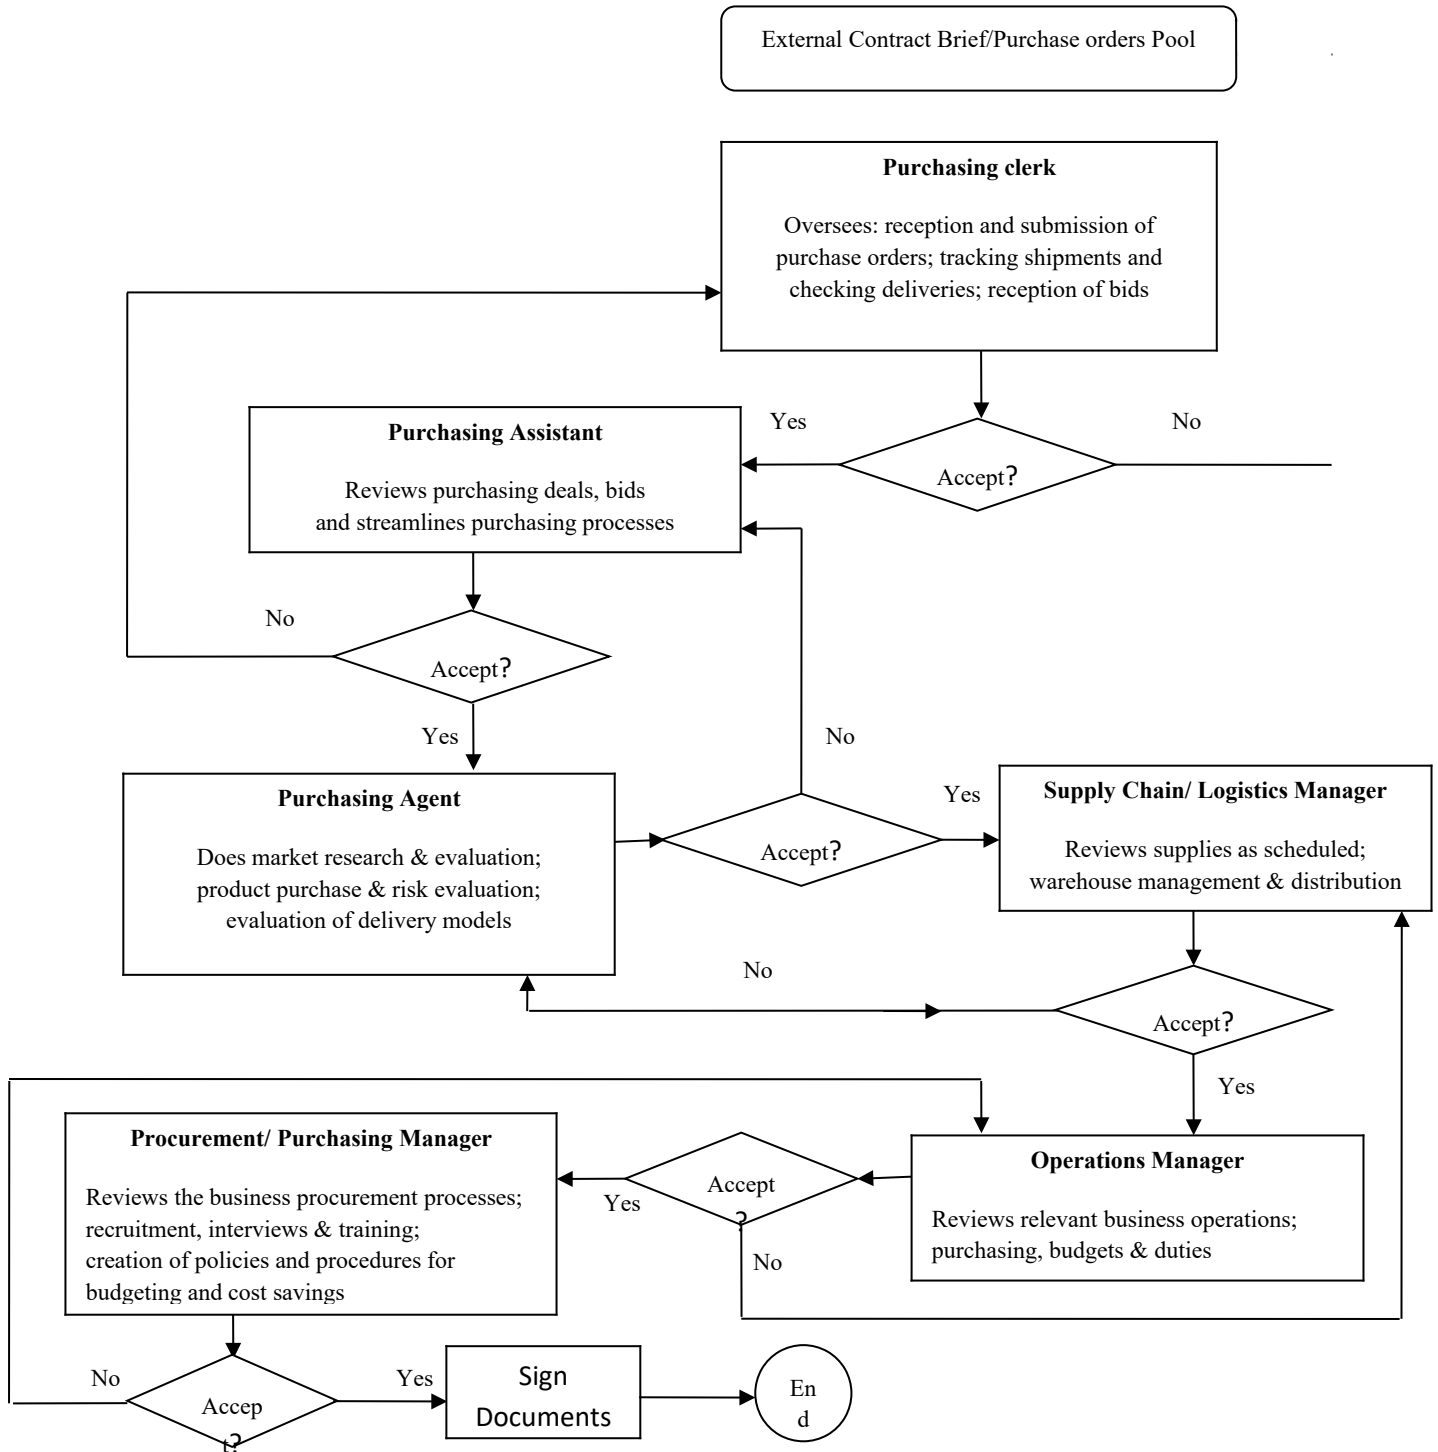 External Contract Brief/Purchase orders Pool
Purchasing clerk
Oversees: reception and submission of
purchase orders; tracking shipments and
checking deliveries; reception of bids
Yes
No
Accept?
Purchasing Assistant
Reviews purchasing deals, bids
and streamlines purchasing processes
No
Accept?
Yes
No
Purchasing Agent
Does market research & evaluation;
product purchase & risk evaluation;
evaluation of delivery models
Accept?
Yes
Supply Chain/ Logistics Manager
Reviews supplies as scheduled;
warehouse management & distribution
No
Accept?
Yes
Operations Manager
Reviews relevant business operations;
purchasing, budgets & duties
Accept
?
Yes
No
Procurement/ Purchasing Manager
Reviews the business procurement processes;
recruitment, interviews & training;
creation of policies and procedures for
budgeting and cost savings
No
Accep
t?
Yes
Sign
Documents
En
d